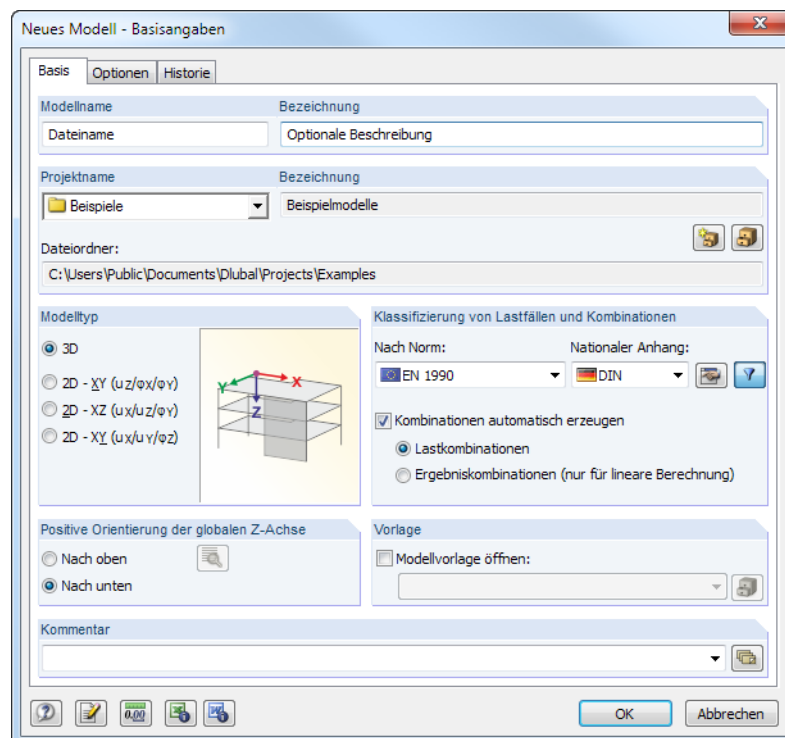 Neues Modell - Basisangaben
Basis Optionen Historie
Modellname Bezeichnung
Dateiname Optionale Beschreibung
Projektname Bezeichnung
Beispiele Beispielmodelle
Dateiordner:
C:\Users\Public\Documents\Dlubal\Projects\Examples
Modelltyp
3D
2D - XY (uz/φx/φY)
2D - XZ (ux/uz/φY)
2D - XY (ux/uY/φz)
Y X
Z
Klassifizierung von Lastfällen und Kombinationen
Nach Norm: Nationaler Anhang:
EN 1990 DIN
Kombinationen automatisch erzeugen
Lastkombinationen
Ergebniskombinationen (nur für lineare Berechnung)
Positive Orientierung der globalen Z-Achse
Nach oben
Nach unten
Vorlage
Modellvorlage öffnen:
Kommentar
0,00
OK Abbrechen